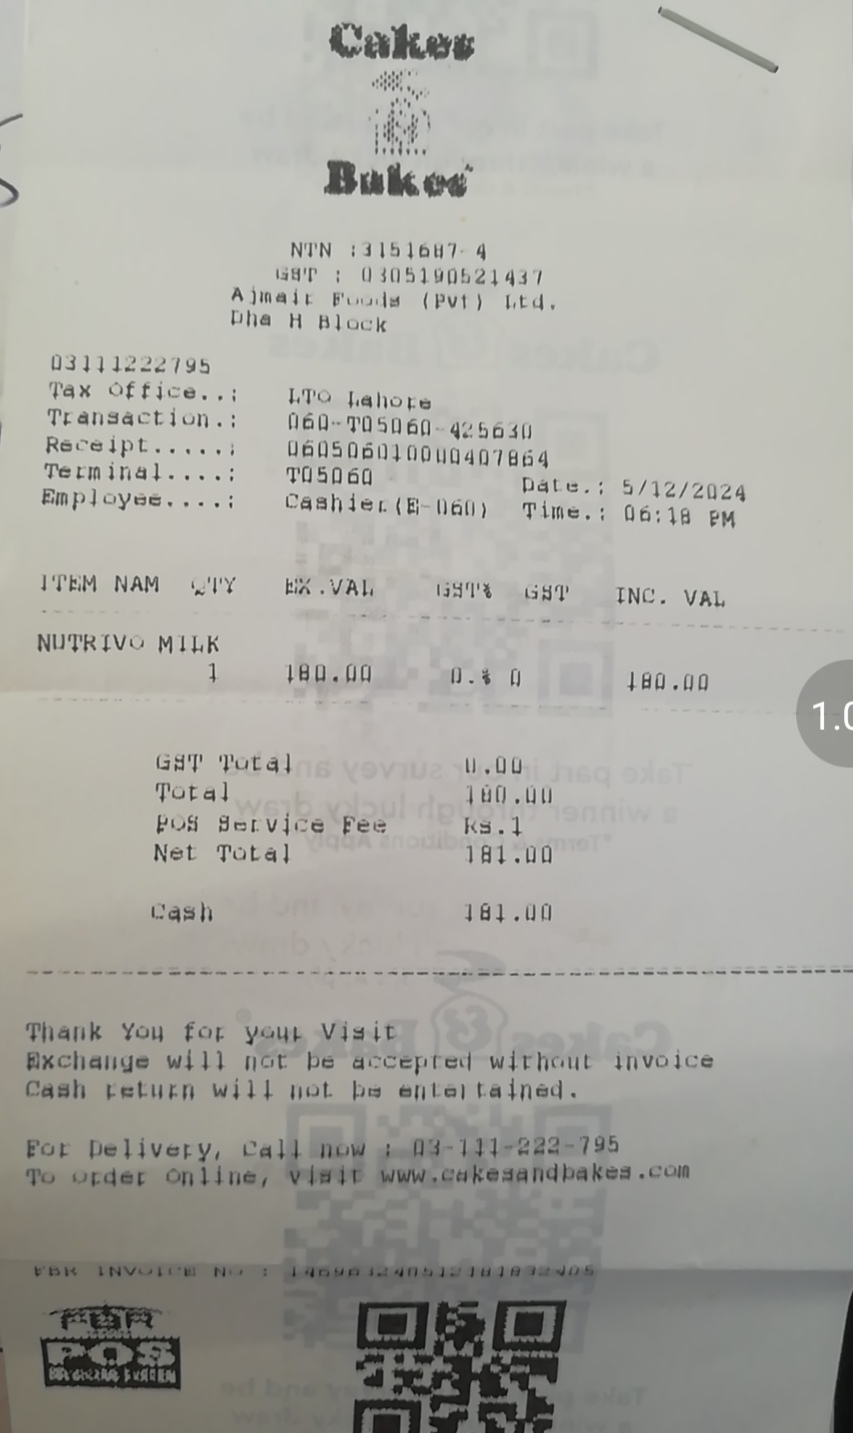 Cakes
&
Bakes
NTN :3151687-4
GST : 0305190521437
Ajmair Foods (Pvt) Ltd.
Dha H Block
03111222795
Tax Office..: LTO Lahore
Transaction.: 060-T05060-425630
Receipt.....: 060506010000407864
Terminal....: T05060 Date.: 5/12/2024
Employee....: Cashier(E-060) Time.: 06:18 PM
ITEM NAM QTY EX.VAL GST% GST INC. VAL
NUTRIVO MILK
1 180.00 0.% 0 180.00
GST Total 0.00
Total 180.00
POS Service Fee Rs.1
Net Total 181.00
Cash 181.00
Thank You for your Visit
Exchange will not be accepted without invoice
Cash return will not be entertained.
For Delivery, Call now : 03-111-222-795
To order Online, visit www.cakesandbakes.com
FBR INVOICE No :
FBR
POS